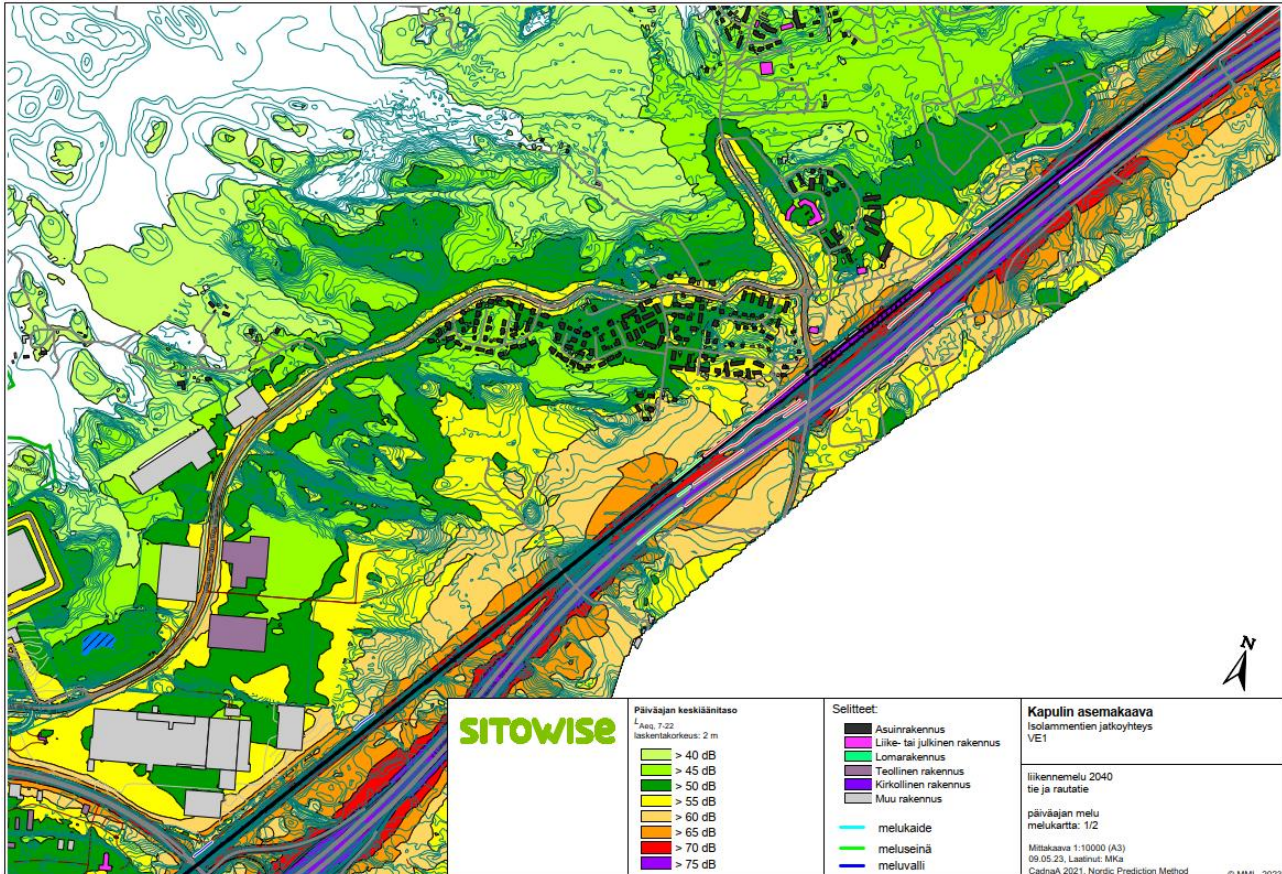 N
SITOWISE
Päiväajan keskiäänitaso
LAeq, 7-22
laskentakorkeus: 2 m
> 40 dB
> 45 dB
> 50 dB
> 55 dB
> 60 dB
> 65 dB
> 70 dB
> 75 dB
Selitteet:
Asuinrakennus
Liike- tai julkinen rakennus
Lomarakennus
Teollinen rakennus
Kirkollinen rakennus
Muu rakennus
melukaide
meluseinä
meluvalli
Kapulin asemakaava
Isolammentien jatkoyhteys
VE1
liikennemelu 2040
tie ja rautatie
päiväajan melu
melukartta: 1/2
Mittakaava 1:10000 (A3)
09.05.23, Laatinut: MKa
CadnaA 2021, Nordic Prediction Method
© MML, 2023